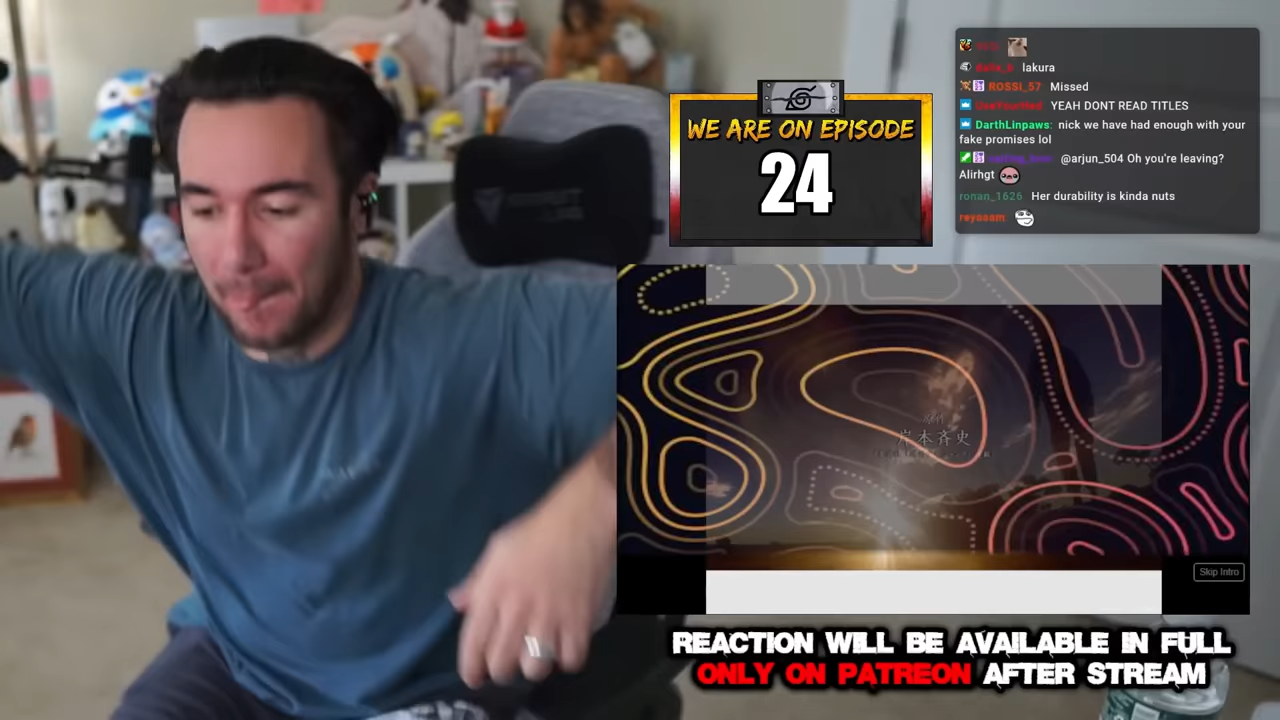 WE ARE ON EPISODE
24
lakura
ROSSI_57 Missed
YEAH DONT READ TITLES
DarthLinpaws: nick we have had enough with your
fake promises lol
@arjun_504 Oh you're leaving?
Alirhgt
ronan_1626 Her durability is kinda nuts
岸本斉史
Skip Intro
REACTION WILL BE AVAILABLE IN FULL
ONLY ON PATREON AFTER STREAM